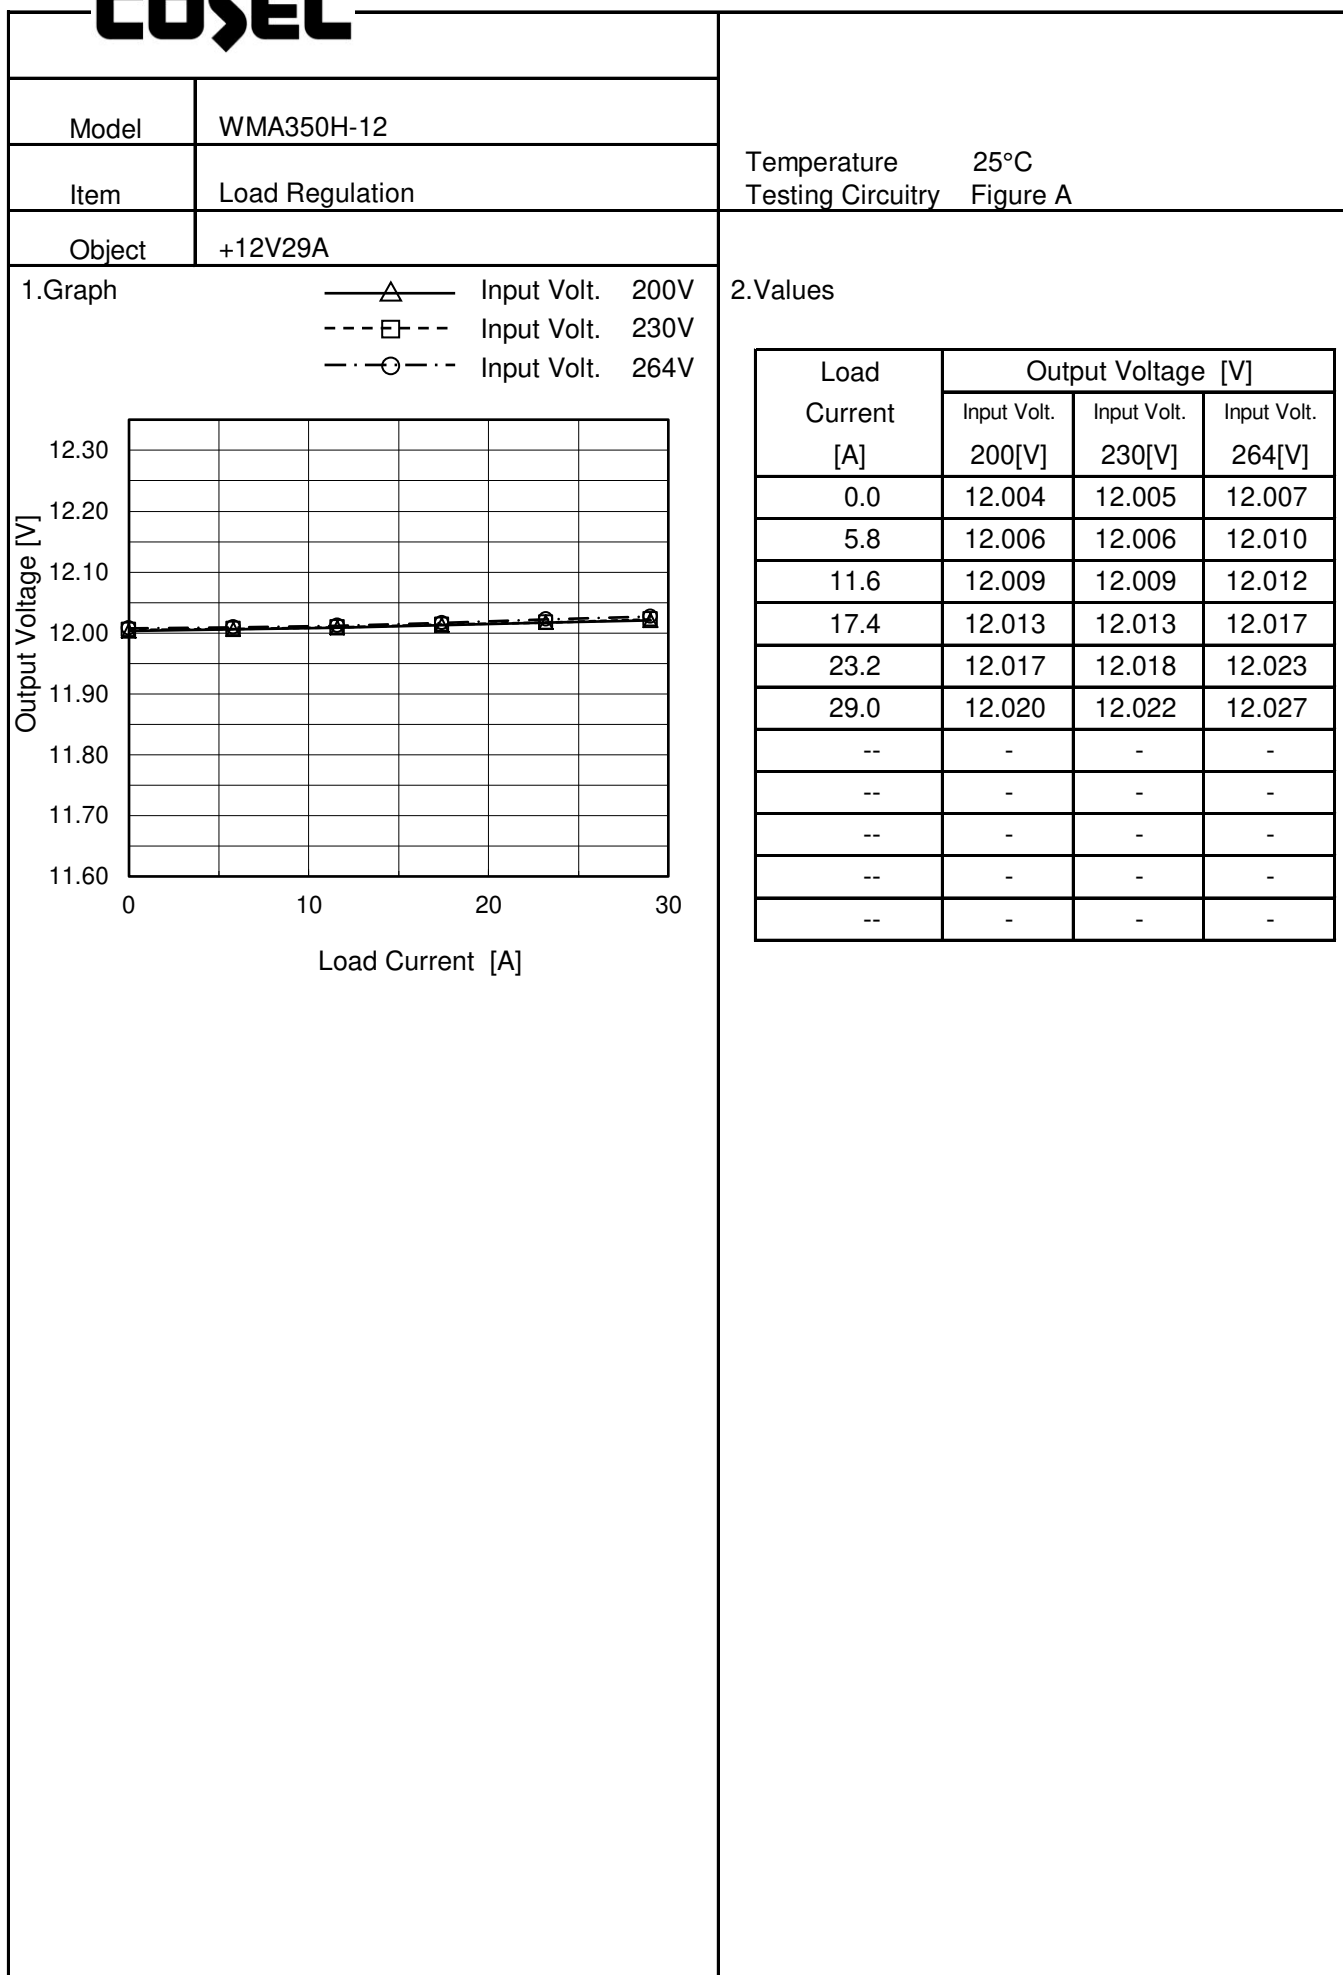 COSEL
Model WMA350H-12
Item Load Regulation
Object +12V29A
Temperature 25°C
Testing Circuitry Figure A
1.Graph
Input Volt. 200V
Input Volt. 230V
Input Volt. 264V
Output Voltage [V]
12.30
12.20
12.10
12.00
11.90
11.80
11.70
11.60
0 10 20 30
Load Current [A]
2.Values
Load Output Voltage [V]
Current Input Volt. Input Volt. Input Volt.
[A] 200[V] 230[V] 264[V]
0.0 12.004 12.005 12.007
5.8 12.006 12.006 12.010
11.6 12.009 12.009 12.012
17.4 12.013 12.013 12.017
23.2 12.017 12.018 12.023
29.0 12.020 12.022 12.027
-- - - -
-- - - -
-- - - -
-- - - -
-- - - -